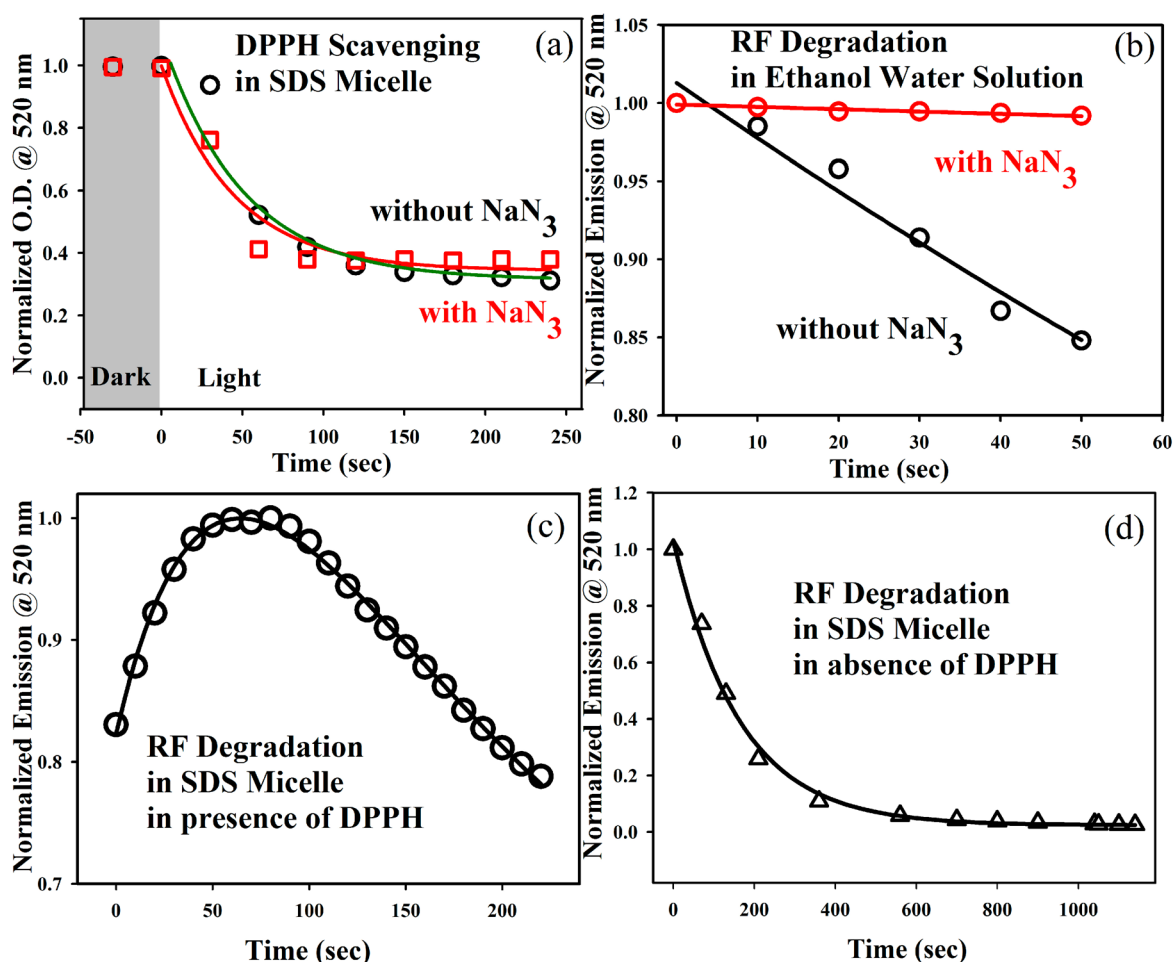 (a)
DPPH Scavenging
in SDS Micelle
without NaN3
with NaN3
Dark
Light
Normalized O.D. @ 520 nm
1.0
0.8
0.6
0.4
0.2
0.0
-50 0 50 100 150 200 250
Time (sec)
(b)
RF Degradation
in Ethanol Water Solution
with NaN3
without NaN3
Normalized Emission @ 520 nm
1.05
1.00
0.95
0.90
0.85
0.80
0 10 20 30 40 50 60
Time (sec)
(c)
RF Degradation
in SDS Micelle
in presence of DPPH
Normalized Emission @ 520 nm
1.0
0.9
0.8
0.7
0 50 100 150 200
Time (sec)
(d)
RF Degradation
in SDS Micelle
in absence of DPPH
Normalized Emission @ 520 nm
1.2
1.0
0.8
0.6
0.4
0.2
0.0
0 200 400 600 800 1000
Time (sec)